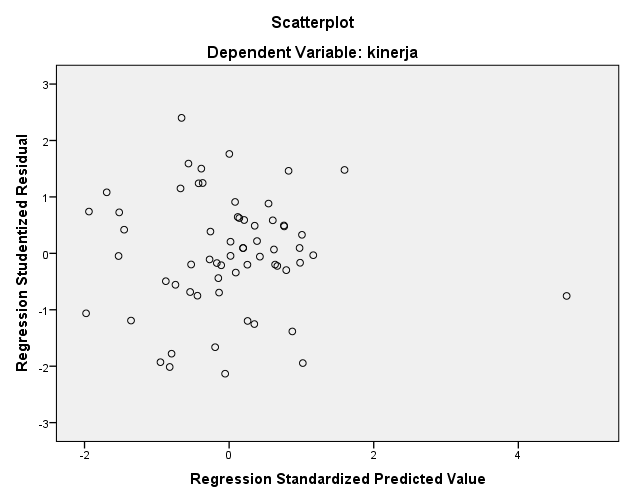 Scatterplot
Dependent Variable: kinerja
Regression Studentized Residual
3
2
1
0
-1
-2
-3
-2
0
2
4
Regression Standardized Predicted Value